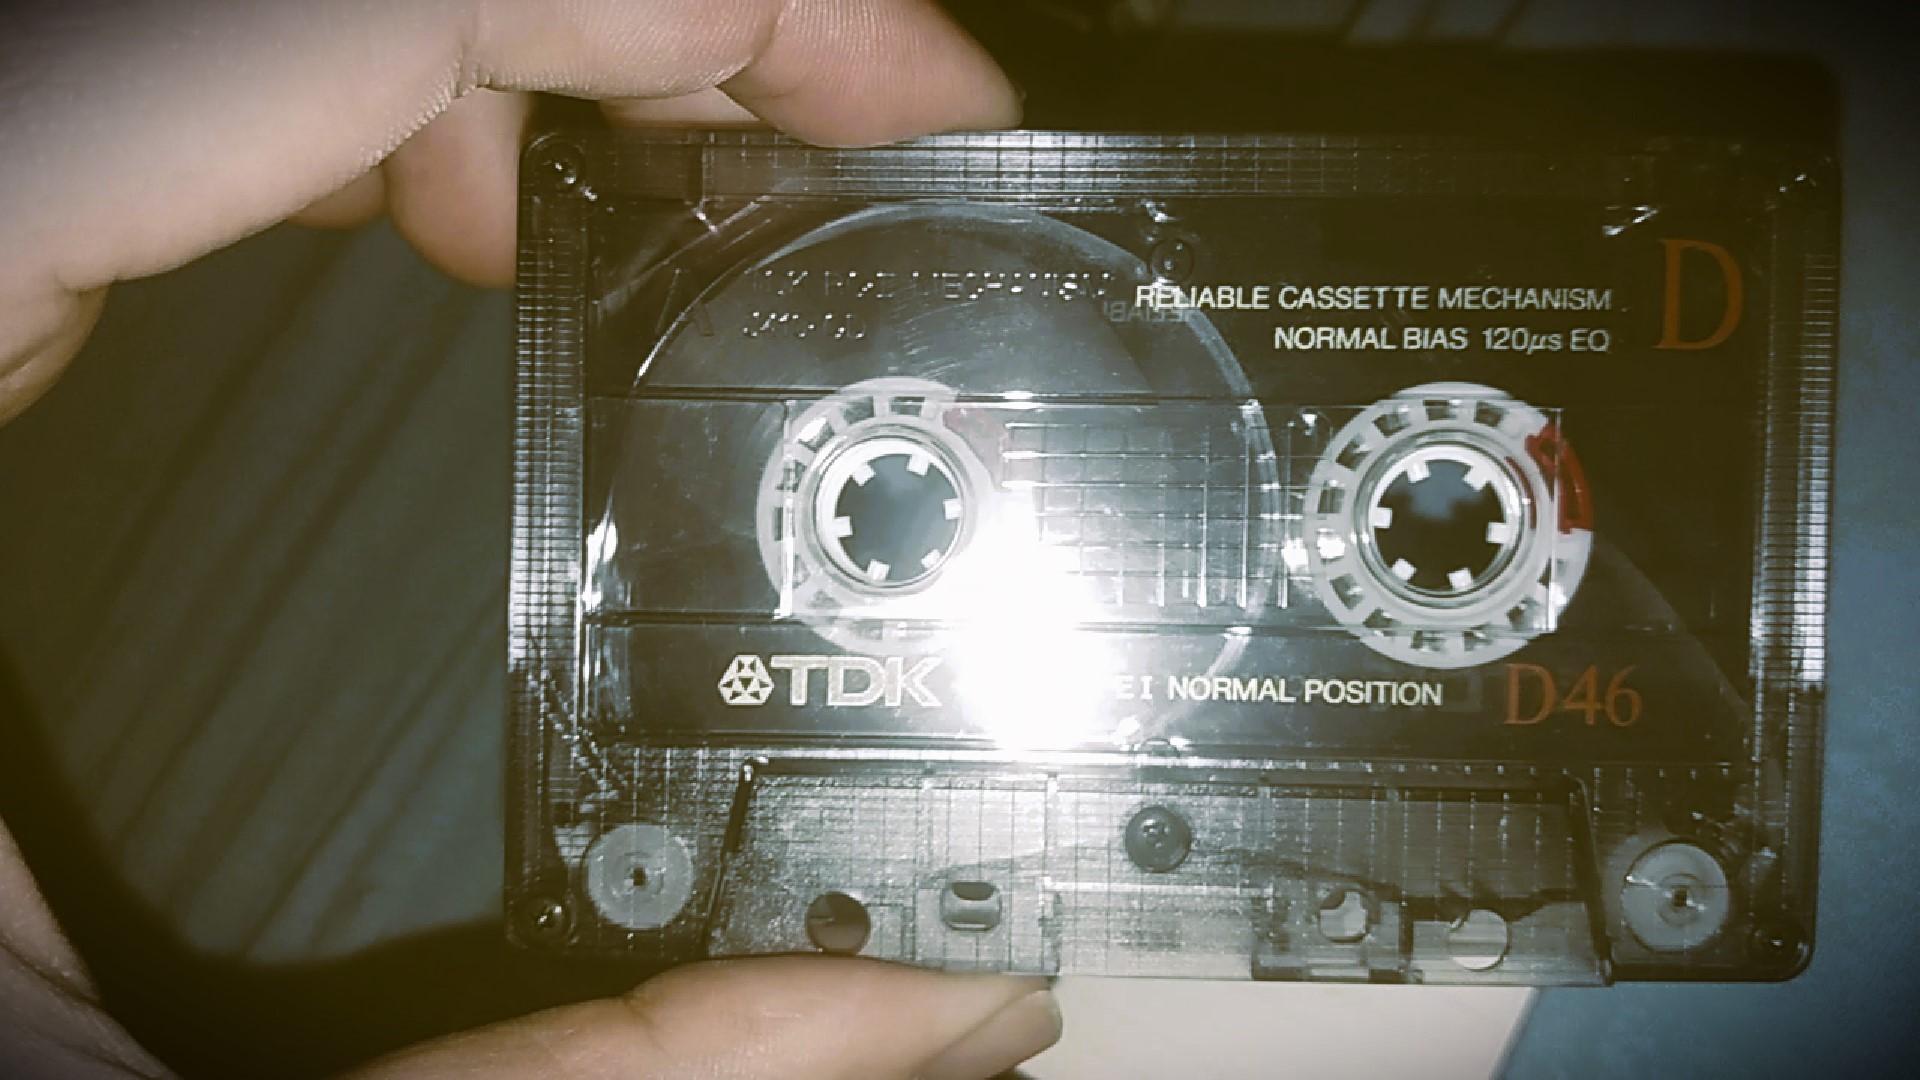 RELIABLE CASSETTE MECHANISM
D
NORMAL BIAS 120µs EQ
TDK
I NORMAL POSITION
D46